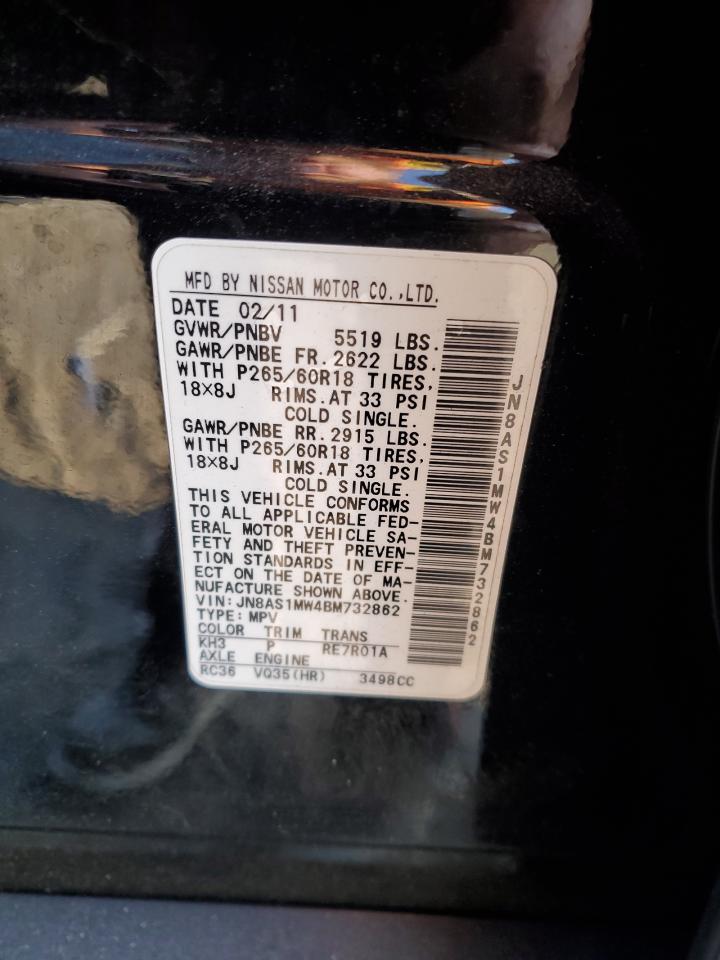 MFD BY NISSAN MOTOR CO.,LTD.
DATE 02/11
GVWR/PNBV 5519 LBS.
GAWR/PNBE FR. 2622 LBS.
WITH P265/60R18 TIRES,
18×8J RIMS. AT 33 PSI
COLD SINGLE.
GAWR/PNBE RR. 2915 LBS.
WITH P265/60R18 TIRES,
18×8J RIMS. AT 33 PSI
COLD SINGLE.
THIS VEHICLE CONFORMS
TO ALL APPLICABLE FED-
ERAL MOTOR VEHICLE SA-
FETY AND THEFT PREVEN-
TION STANDARDS IN EFF-
ECT ON THE DATE OF MA-
NUFACTURE SHOWN ABOVE.
VIN: JN8AS1MW4BM732862
TYPE: MPV
COLOR TRIM TRANS
KH3 P RE7R01A
AXLE ENGINE
RC36 VQ35(HR) 3498CC
JN8AS1MW4BM732862